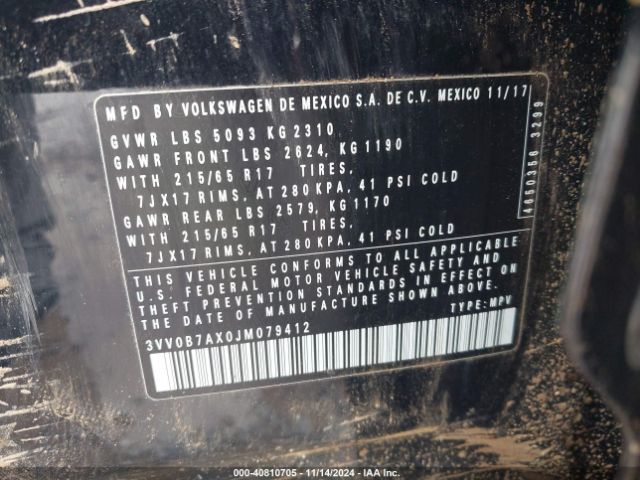 MFD BY VOLKSWAGEN DE MEXICO S.A. DE C.V. MEXICO 11/17
GVWR LBS 5093 KG 2310
GAWR FRONT LBS 2624, KG 1190
WITH 215/65 R17 TIRES,
7JX17 RIMS, AT 280 KPA, 41 PSI COLD
GAWR REAR LBS 2579, KG 1170
WITH 215/65 R17 TIRES,
7JX17 RIMS, AT 280 KPA, 41 PSI COLD
THIS VEHICLE CONFORMS TO ALL APPLICABLE
U.S. FEDERAL MOTOR VEHICLE SAFETY AND
THEFT PREVENTION STANDARDS IN EFFECT ON
THE DATE OF MANUFACTURE SHOWN ABOVE.
3VV0B7AX0JM079412 TYPE: MPV
4650356 3299
000-40810705 - 11/14/2024 - IAA Inc.